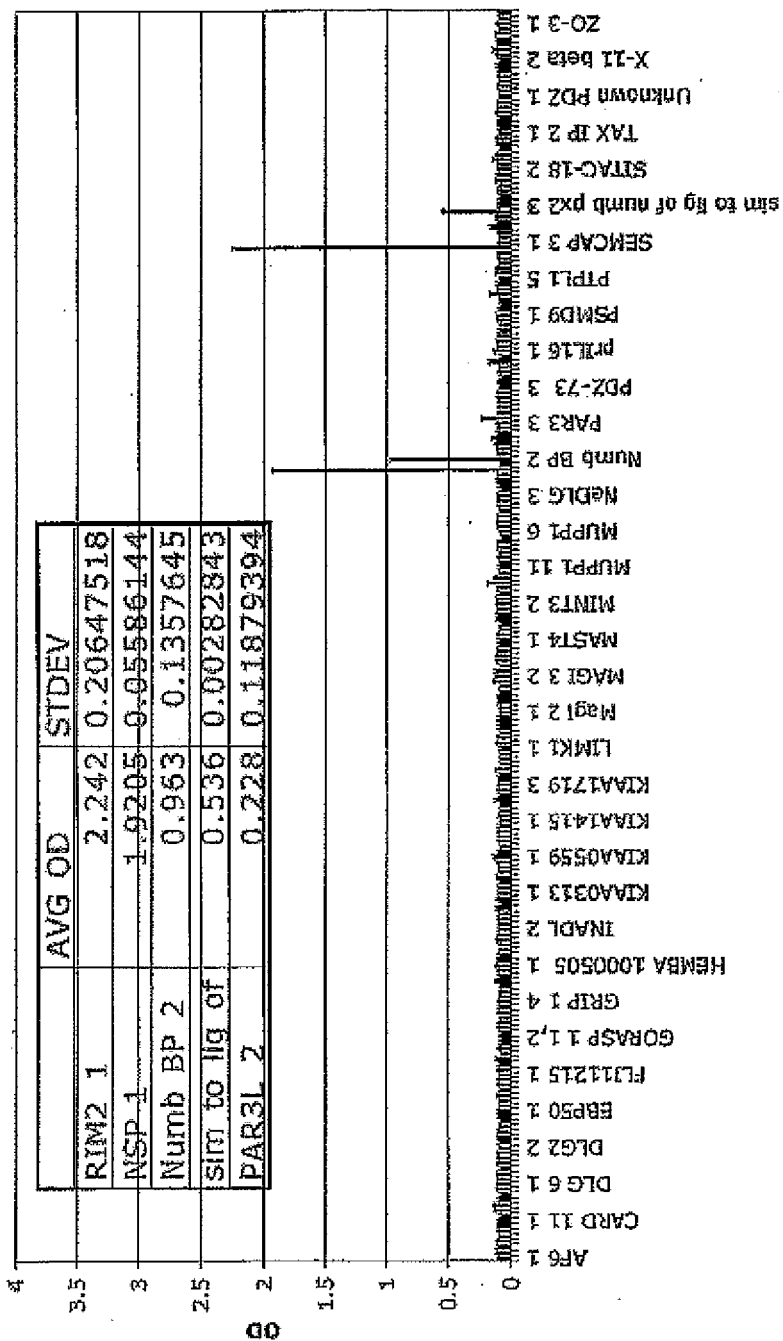 AVG OD STDEV
RIM2 1 2.242 0.20647518
NSP 1 1.9205 0.05586144
Numb BP 2 0.963 0.1357645
sim to lig of 0.536 0.00282843
PAR3L 2 0.228 0.11879394
OD
4
3.5
3
2.5
2
1.5
1
0.5
0
AF6 1
CARD 11 1
DLG 6 1
DLG2 2
EBP50 1
FLJ11215 1
GORASP 1 1,2
GRIP 1 4
HEMBA 1000505 1
INADL 2
KIAA0313 1
KIAA0559 1
KIAA1415 1
KIAA1719 3
LIMK1 1
MagI 2 1
MAGI 3 2
MAST4 1
MINT3 2
MUPP1 11
MUPP1 6
NeDLG 3
Numb BP 2
PAR3 3
PDZ-73 3
prIL16 1
PSMD9 1
PTPL1 5
SEMCAP 3 1
sim to lig of numb px2 3
SITAC-18 2
TAX IP 2 1
Unknown PDZ 1
X-11 beta 2
ZO-3 1